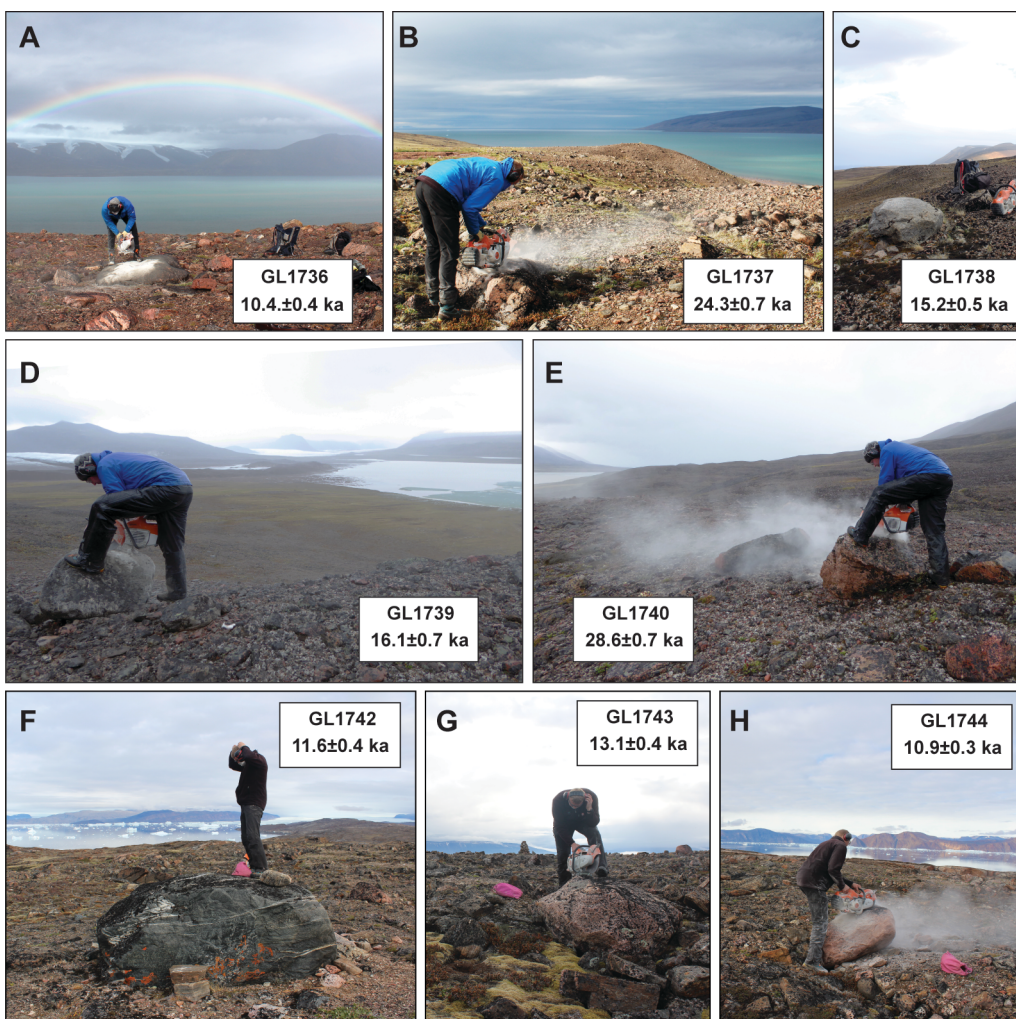 A
GL1736
10.4.±0.4 ka
B
GL1737
24.3±0.7 ka
C
GL1738
15.2±0.5 ka
D
GL1739
16.1±0.7 ka
E
GL1740
28.6±0.7 ka
F
GL1742
11.6±0.4 ka
G
GL1743
13.1±0.4 ka
H
GL1744
10.9±0.3 ka